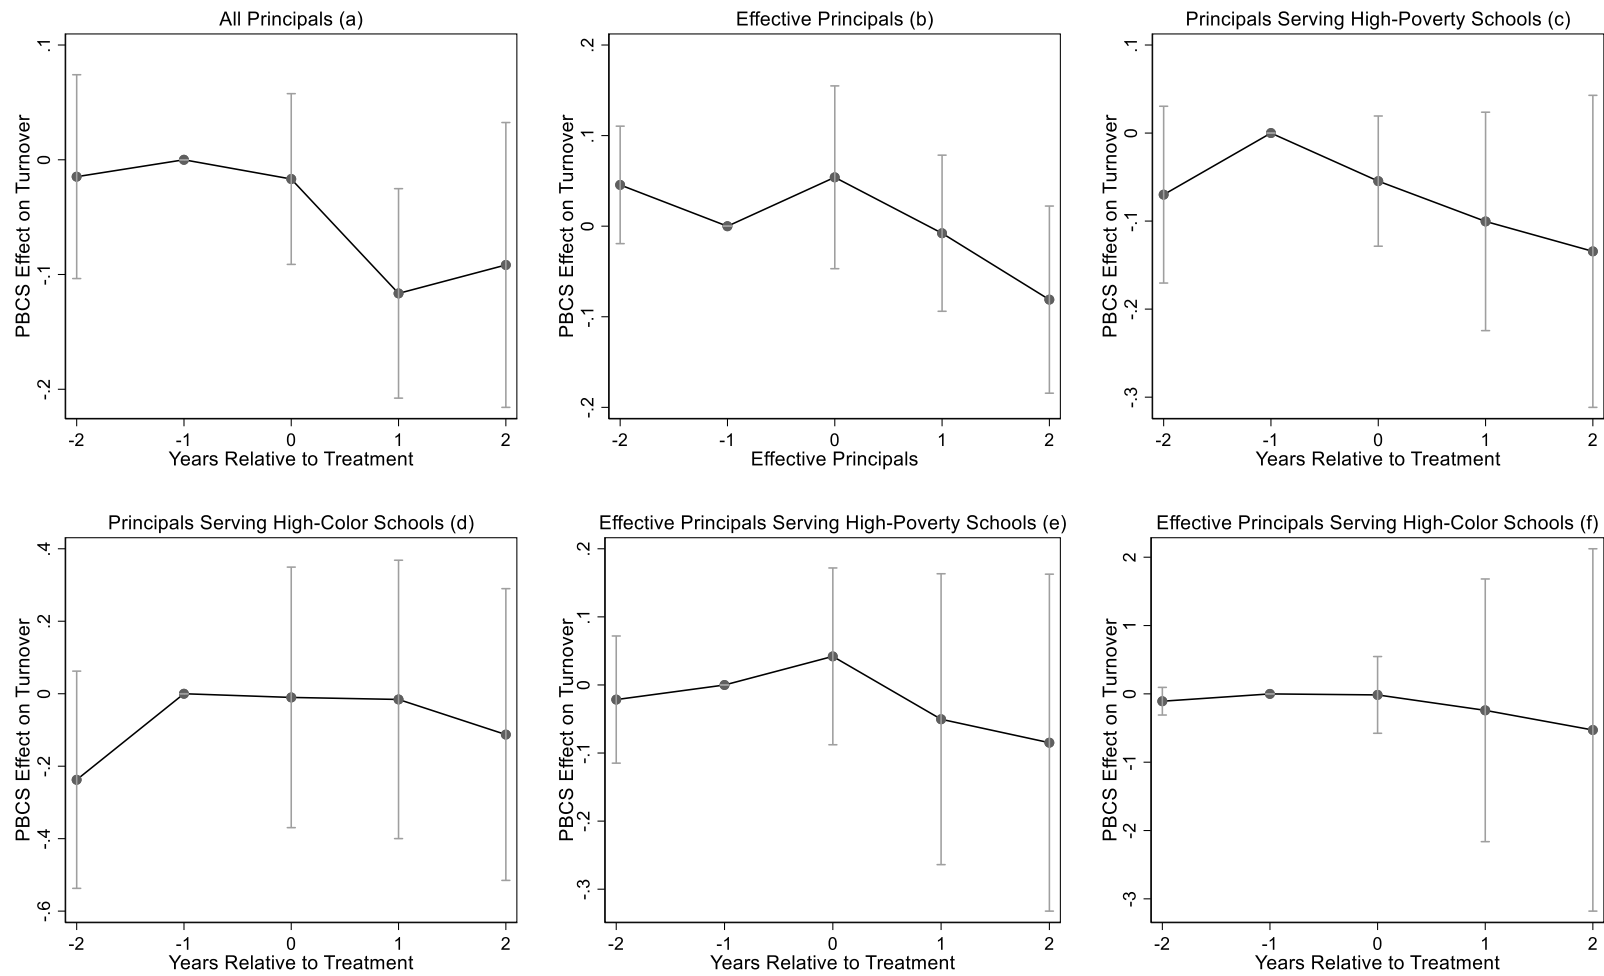 All Principals (a)
PBCS Effect on Turnover
.1
0
-.1
-.2
-2 -1 0 1 2
Years Relative to Treatment
Effective Principals (b)
PBCS Effect on Turnover
.2
.1
0
-.1
-.2
-2 -1 0 1 2
Effective Principals
Principals Serving High-Poverty Schools (c)
PBCS Effect on Turnover
.1
0
-.1
-.2
-.3
-2 -1 0 1 2
Years Relative to Treatment
Principals Serving High-Color Schools (d)
PBCS Effect on Turnover
.4
.2
0
-.2
-.4
-.6
-2 -1 0 1 2
Years Relative to Treatment
Effective Principals Serving High-Poverty Schools (e)
PBCS Effect on Turnover
.2
.1
0
-.1
-.2
-.3
-2 -1 0 1 2
Years Relative to Treatment
Effective Principals Serving High-Color Schools (f)
PBCS Effect on Turnover
2
1
0
-1
-2
-3
-2 -1 0 1 2
Years Relative to Treatment